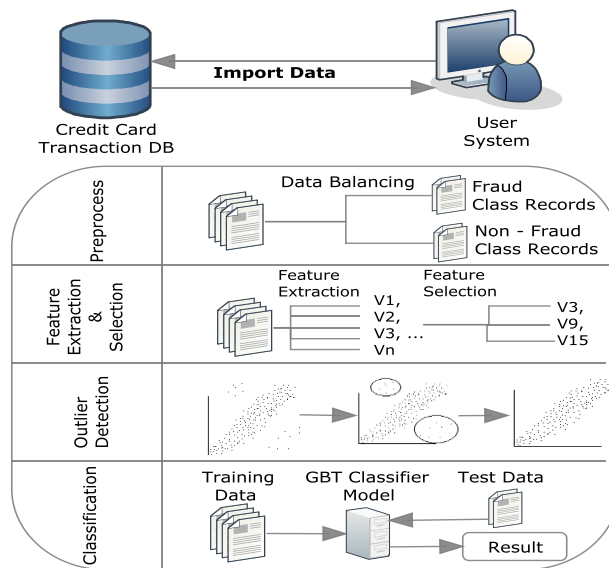 Import Data
Credit Card
Transaction DB
User
System
Preprocess
Data Balancing
Fraud
Class Records
Non - Fraud
Class Records
Feature
Extraction
&
Selection
Feature
Extraction
V1,
V2,
V3, ...
Vn
Feature
Selection
V3,
V9,
V15
Outlier
Detection
Classification
Training
Data
GBT Classifier
Model
Test Data
Result